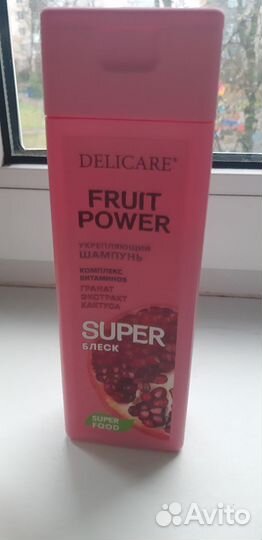 DELICARE®
FRUIT
POWER
УКРЕПЛЯЮЩИЙ
ШАМПУНЬ
КОМПЛЕКС
ВИТАМИНОВ
ГРАНАТ
ЭКСТРАКТ
КАКТУСА
SUPER
БЛЕСК
SUPER
FOOD
Avito